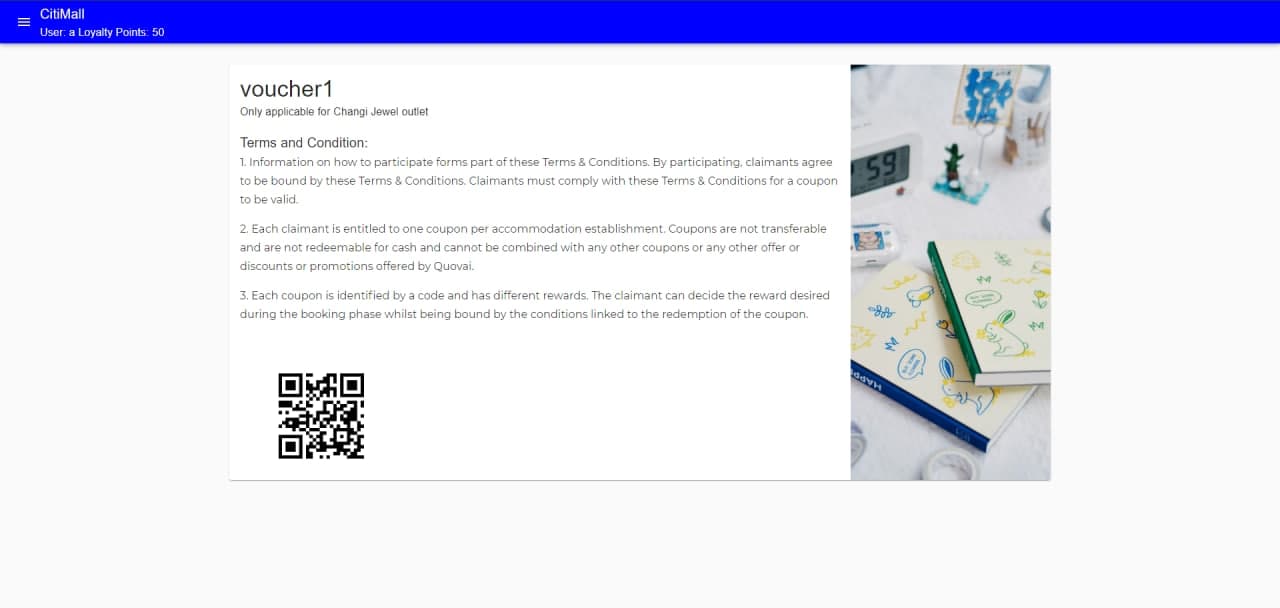 CitiMall
User: a Loyalty Points: 50
voucher1
Only applicable for Changi Jewel outlet
Terms and Condition:
1. Information on how to participate forms part of these Terms & Conditions. By participating, claimants agree
to be bound by these Terms & Conditions. Claimants must comply with these Terms & Conditions for a coupon
to be valid.
2. Each claimant is entitled to one coupon per accommodation establishment. Coupons are not transferable
and are not redeemable for cash and cannot be combined with any other coupons or any other offer or
discounts or promotions offered by Quovai.
3. Each coupon is identified by a code and has different rewards. The claimant can decide the reward desired
during the booking phase whilst being bound by the conditions linked to the redemption of the coupon.
59
HAPP